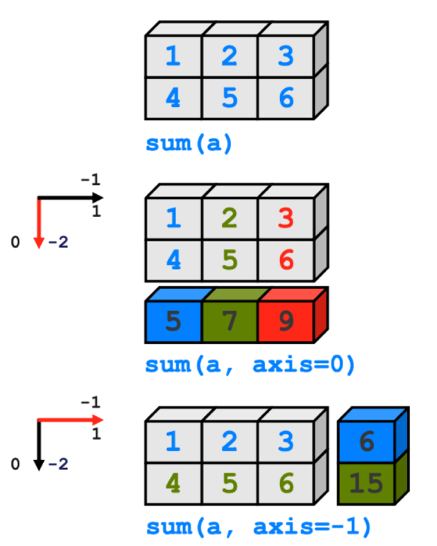 1 2 3
4 5 6
sum(a)
-1
1
0 -2
1 2 3
4 5 6
5 7 9
sum(a, axis=0)
-1
1
0 -2
1 2 3 6
4 5 6 15
sum(a, axis=-1)